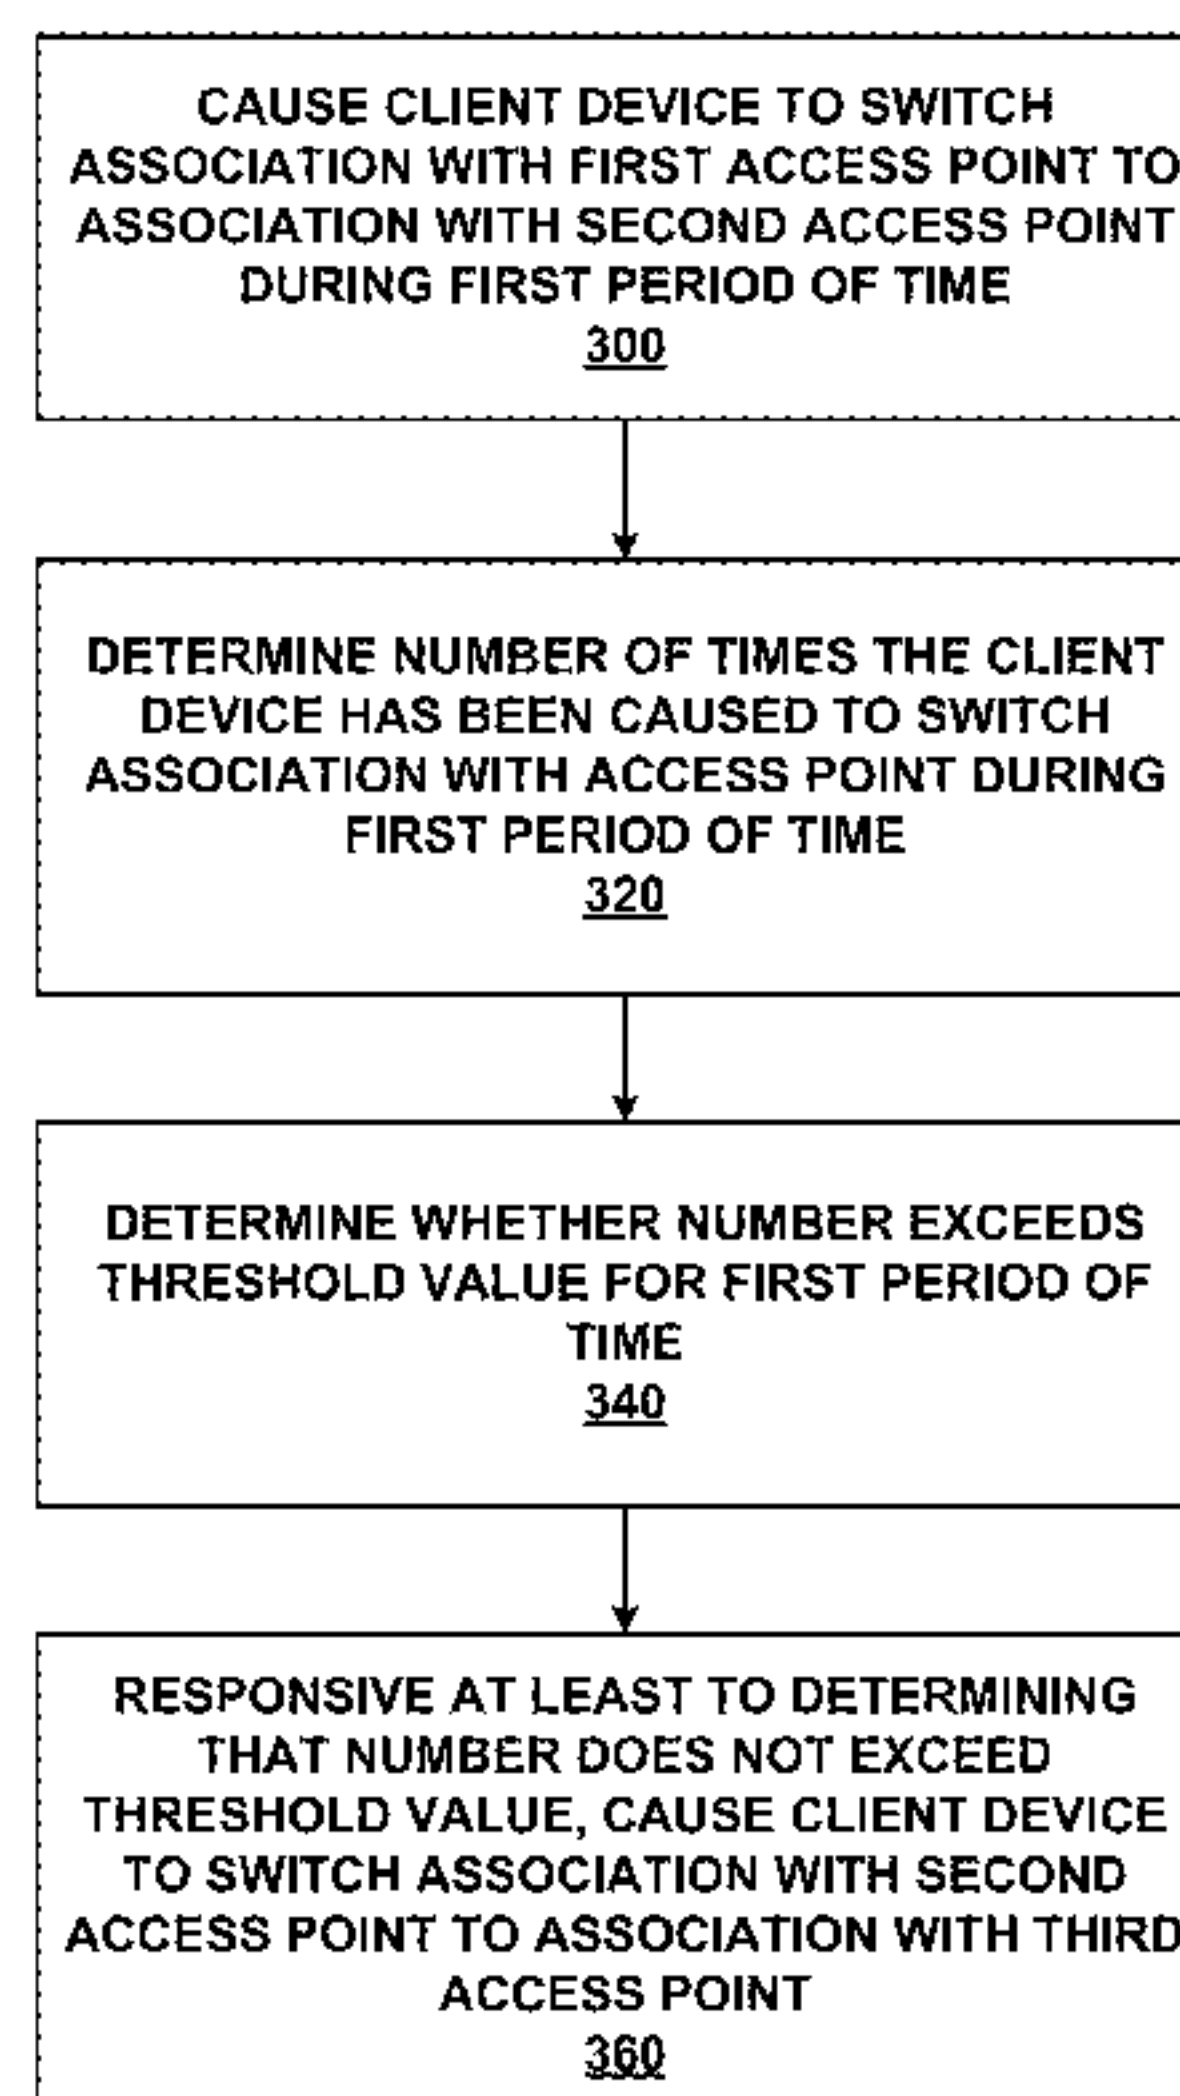 CAUSE CLIENT DEVICE TO SWITCH
ASSOCIATION WITH FIRST ACCESS POINT TO
ASSOCIATION WITH SECOND ACCESS POINT
DURING FIRST PERIOD OF TIME
300
DETERMINE NUMBER OF TIMES THE CLIENT
DEVICE HAS BEEN CAUSED TO SWITCH
ASSOCIATION WITH ACCESS POINT DURING
FIRST PERIOD OF TIME
320
DETERMINE WHETHER NUMBER EXCEEDS
THRESHOLD VALUE FOR FIRST PERIOD OF
TIME
340
RESPONSIVE AT LEAST TO DETERMINING
THAT NUMBER DOES NOT EXCEED
THRESHOLD VALUE, CAUSE CLIENT DEVICE
TO SWITCH ASSOCIATION WITH SECOND
ACCESS POINT TO ASSOCIATION WITH THIRD
ACCESS POINT
360